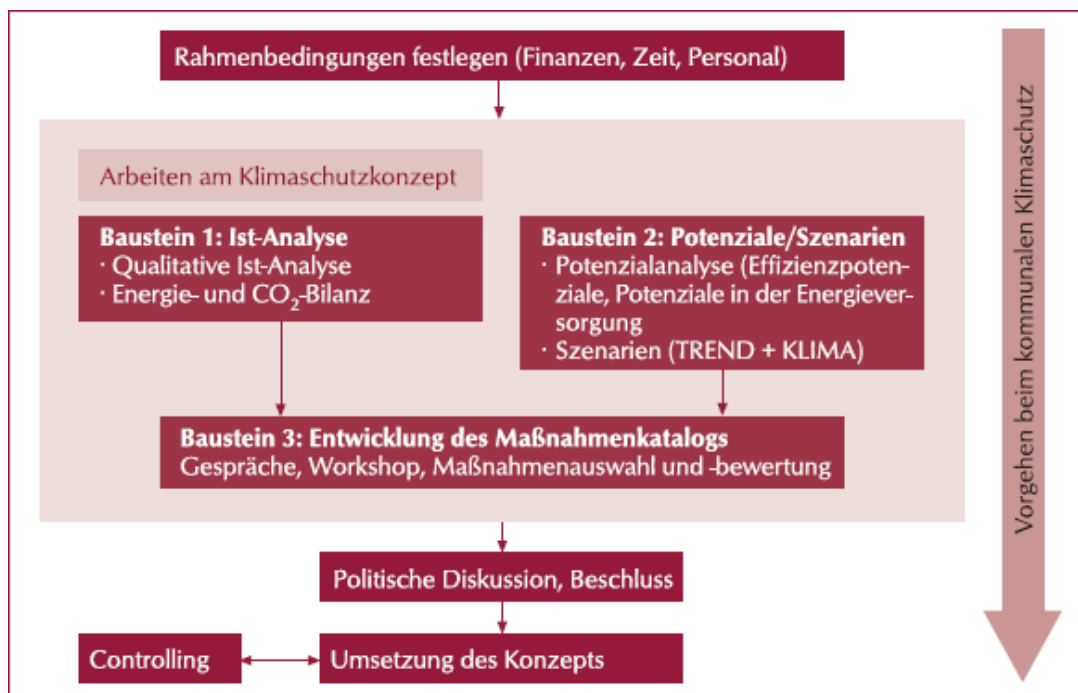 Rahmenbedingungen festlegen (Finanzen, Zeit, Personal)
Arbeiten am Klimaschutzkonzept
Baustein 1: Ist-Analyse
· Qualitative Ist-Analyse
· Energie- und CO₂-Bilanz
Baustein 2: Potenziale/Szenarien
· Potenzialanalyse (Effizienzpoten-
ziale, Potenziale in der Energiever-
sorgung
· Szenarien (TREND + KLIMA)
Baustein 3: Entwicklung des Maßnahmenkatalogs
Gespräche, Workshop, Maßnahmenauswahl und -bewertung
Politische Diskussion, Beschluss
Controlling
Umsetzung des Konzepts
Vorgehen beim kommunalen Klimaschutz